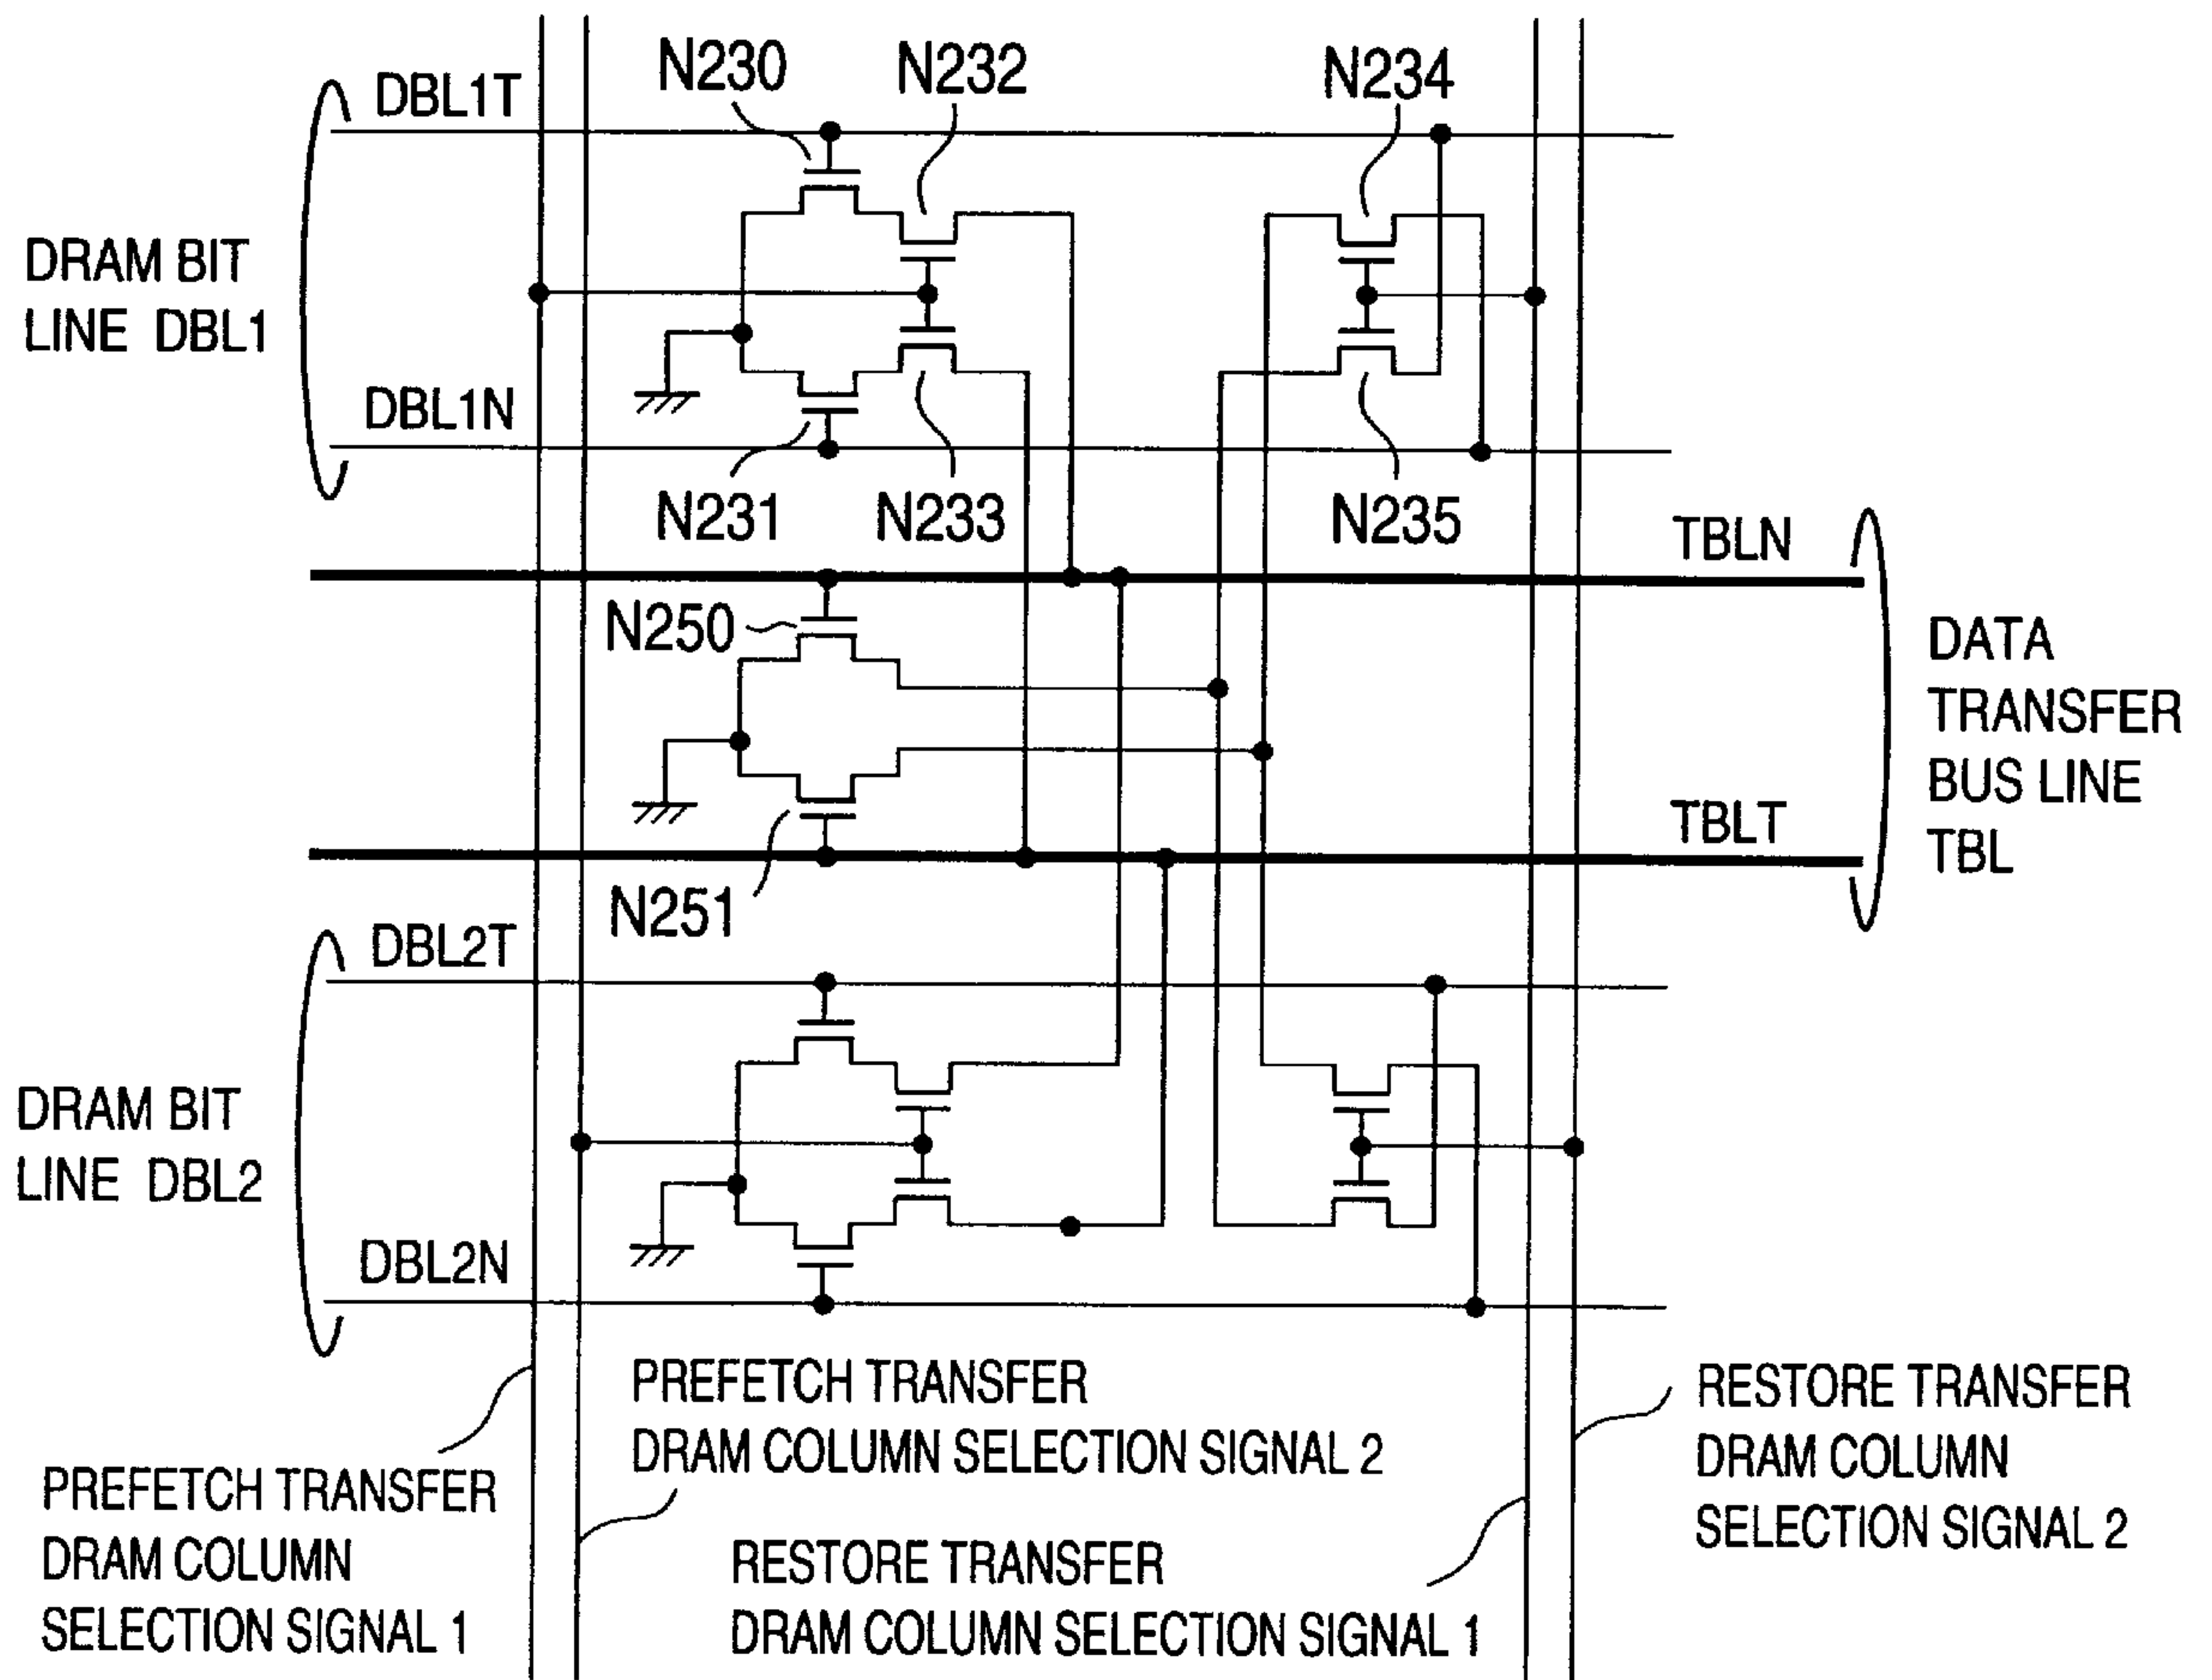 N230
N232
N234
DBL1T
DRAM BIT
LINE DBL1
DBL1N
N231
N233
N235
TBLN
N250
DATA
TRANSFER
BUS LINE
TBL
TBLT
N251
DBL2T
DRAM BIT
LINE DBL2
DBL2N
PREFETCH TRANSFER
DRAM COLUMN SELECTION SIGNAL 2
RESTORE TRANSFER
DRAM COLUMN
SELECTION SIGNAL 2
PREFETCH TRANSFER
DRAM COLUMN
SELECTION SIGNAL 1
RESTORE TRANSFER
DRAM COLUMN SELECTION SIGNAL 1